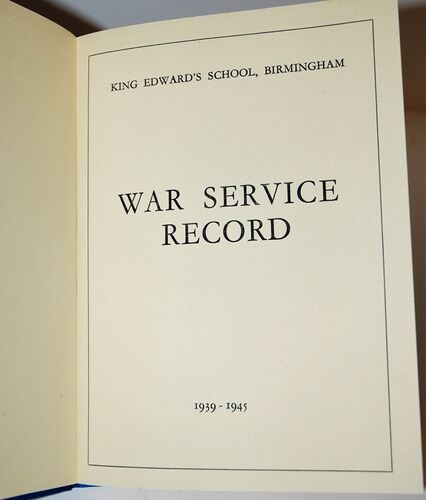 KING EDWARD'S SCHOOL, BIRMINGHAM
WAR SERVICE
RECORD
1939 - 1945